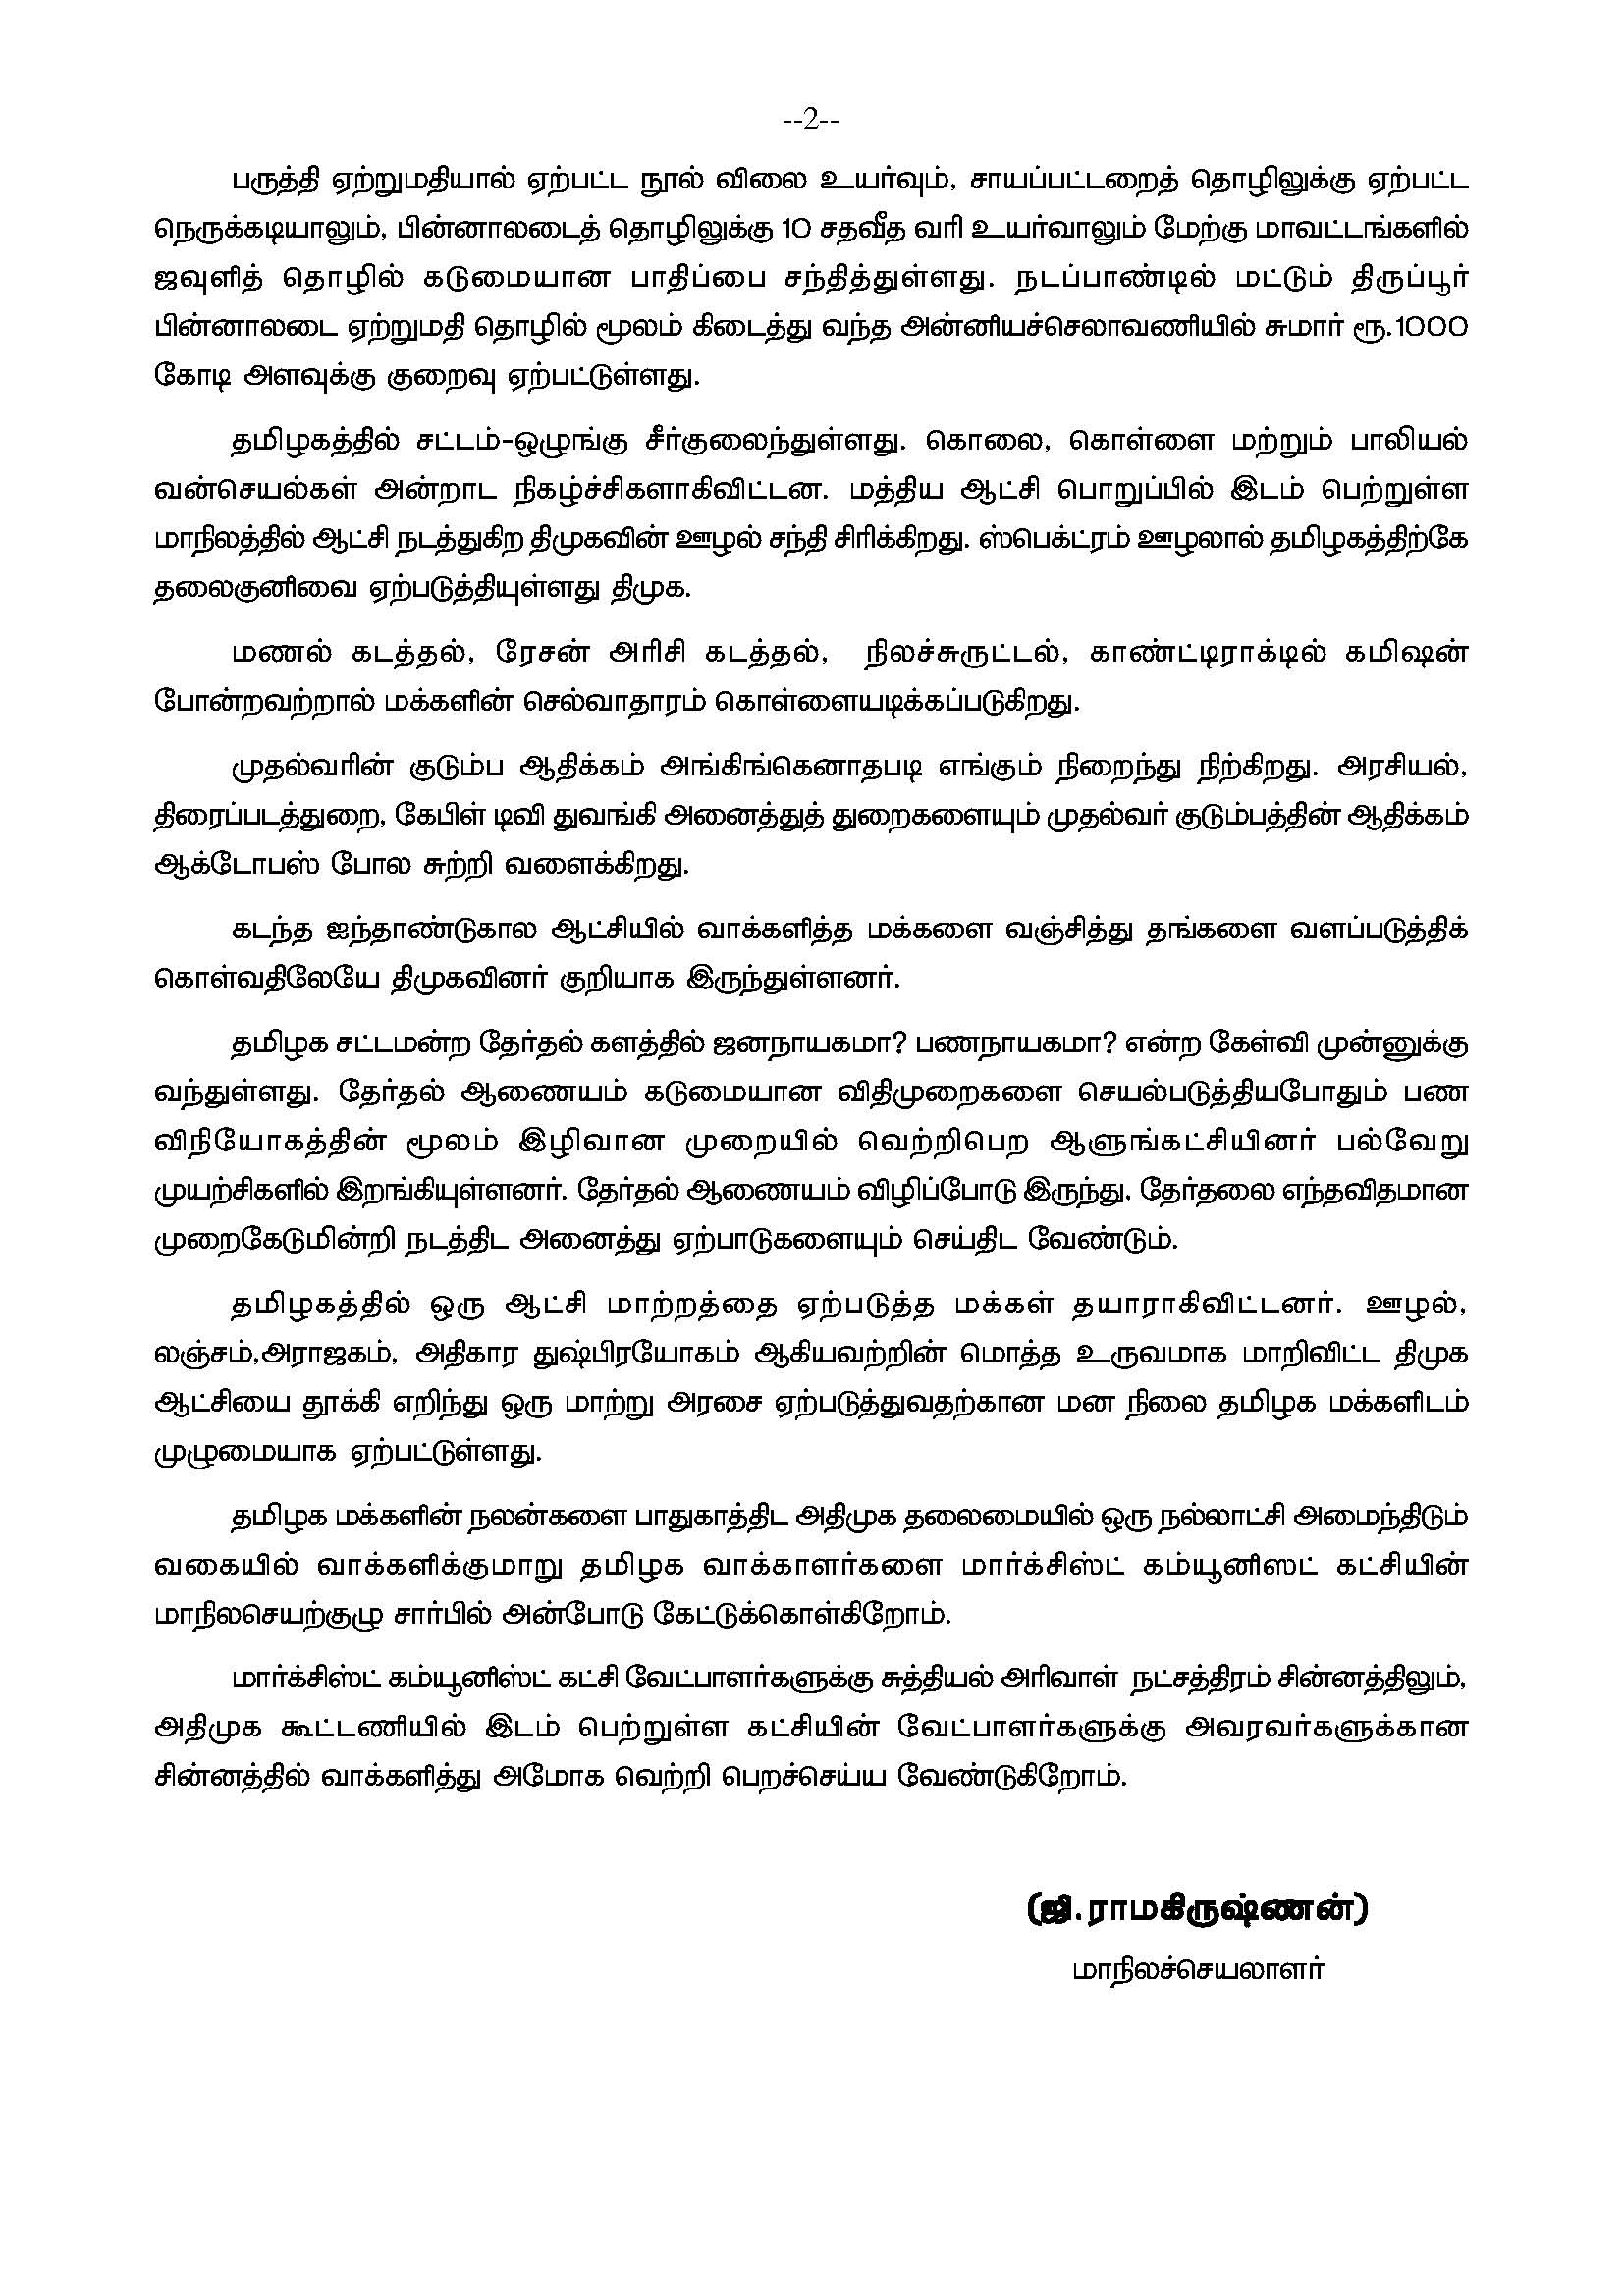 --2--
பருத்தி ஏற்றுமதியால் ஏற்பட்ட நூல் விலை உயர்வும், சாயப்பட்டறைத் தொழிலுக்கு ஏற்பட்ட
நெருக்கடியாலும், பின்னாலடைத் தொழிலுக்கு 10 சதவீத வரி உயர்வாலும் மேற்கு மாவட்டங்களில்
ஜவுளித் தொழில் கடுமையான பாதிப்பை சந்தித்துள்ளது. நடப்பாண்டில் மட்டும் திருப்பூர்
பின்னாலடை ஏற்றுமதி தொழில் மூலம் கிடைத்து வந்த அன்னியச்செலாவணியில் சுமார் ரூ.1000
கோடி அளவுக்கு குறைவு ஏற்பட்டுள்ளது.
தமிழகத்தில் சட்டம்-ஒழுங்கு சீர்குலைந்துள்ளது. கொலை, கொள்ளை மற்றும் பாலியல்
வன்செயல்கள் அன்றாட நிகழ்ச்சிகளாகிவிட்டன. மத்திய ஆட்சி பொறுப்பில் இடம் பெற்றுள்ள
மாநிலத்தில் ஆட்சி நடத்துகிற திமுகவின் ஊழல் சந்தி சிரிக்கிறது. ஸ்பெக்ட்ரம் ஊழலால் தமிழகத்திற்கே
தலைகுனிவை ஏற்படுத்தியுள்ளது திமுக.
மணல் கடத்தல், ரேசன் அரிசி கடத்தல், நிலச்சுருட்டல், காண்ட்டிராக்டில் கமிஷன்
போன்றவற்றால் மக்களின் செல்வாதாரம் கொள்ளையடிக்கப்படுகிறது.
முதல்வரின் குடும்ப ஆதிக்கம் அங்கிங்கெனாதபடி எங்கும் நிறைந்து நிற்கிறது. அரசியல்,
திரைப்படத்துறை, கேபிள் டிவி துவங்கி அனைத்துத் துறைகளையும் முதல்வர் குடும்பத்தின் ஆதிக்கம்
ஆக்டோபஸ் போல சுற்றி வளைக்கிறது.
கடந்த ஐந்தாண்டுகால ஆட்சியில் வாக்களித்த மக்களை வஞ்சித்து தங்களை வளப்படுத்திக்
கொள்வதிலேயே திமுகவினர் குறியாக இருந்துள்ளனர்.
தமிழக சட்டமன்ற தேர்தல் களத்தில் ஜனநாயகமா? பணநாயகமா? என்ற கேள்வி முன்னுக்கு
வந்துள்ளது. தேர்தல் ஆணையம் கடுமையான விதிமுறைகளை செயல்படுத்தியபோதும் பண
விநியோகத்தின் மூலம் இழிவான முறையில் வெற்றிபெற ஆளுங்கட்சியினர் பல்வேறு
முயற்சிகளில் இறங்கியுள்ளனர். தேர்தல் ஆணையம் விழிப்போடு இருந்து, தேர்தலை எந்தவிதமான
முறைகேடுமின்றி நடத்திட அனைத்து ஏற்பாடுகளையும் செய்திட வேண்டும்.
தமிழகத்தில் ஒரு ஆட்சி மாற்றத்தை ஏற்படுத்த மக்கள் தயாராகிவிட்டனர். ஊழல்,
லஞ்சம்,அராஜகம், அதிகார துஷ்பிரயோகம் ஆகியவற்றின் மொத்த உருவமாக மாறிவிட்ட திமுக
ஆட்சியை தூக்கி எறிந்து ஒரு மாற்று அரசை ஏற்படுத்துவதற்கான மன நிலை தமிழக மக்களிடம்
முழுமையாக ஏற்பட்டுள்ளது.
தமிழக மக்களின் நலன்களை பாதுகாத்திட அதிமுக தலைமையில் ஒரு நல்லாட்சி அமைந்திடும்
வகையில் வாக்களிக்குமாறு தமிழக வாக்காளர்களை மார்க்சிஸ்ட் கம்யூனிஸட் கட்சியின்
மாநிலசெயற்குழு சார்பில் அன்போடு கேட்டுக்கொள்கிறோம்.
மார்க்சிஸ்ட் கம்யூனிஸ்ட் கட்சி வேட்பாளர்களுக்கு சுத்தியல் அரிவாள் நட்சத்திரம் சின்னத்திலும்,
அதிமுக கூட்டணியில் இடம் பெற்றுள்ள கட்சியின் வேட்பாளர்களுக்கு அவரவர்களுக்கான
சின்னத்தில் வாக்களித்து அமோக வெற்றி பெறச்செய்ய வேண்டுகிறோம்.
(ஜி.ராமகிருஷ்ணன்)
மாநிலச்செயலாளர்